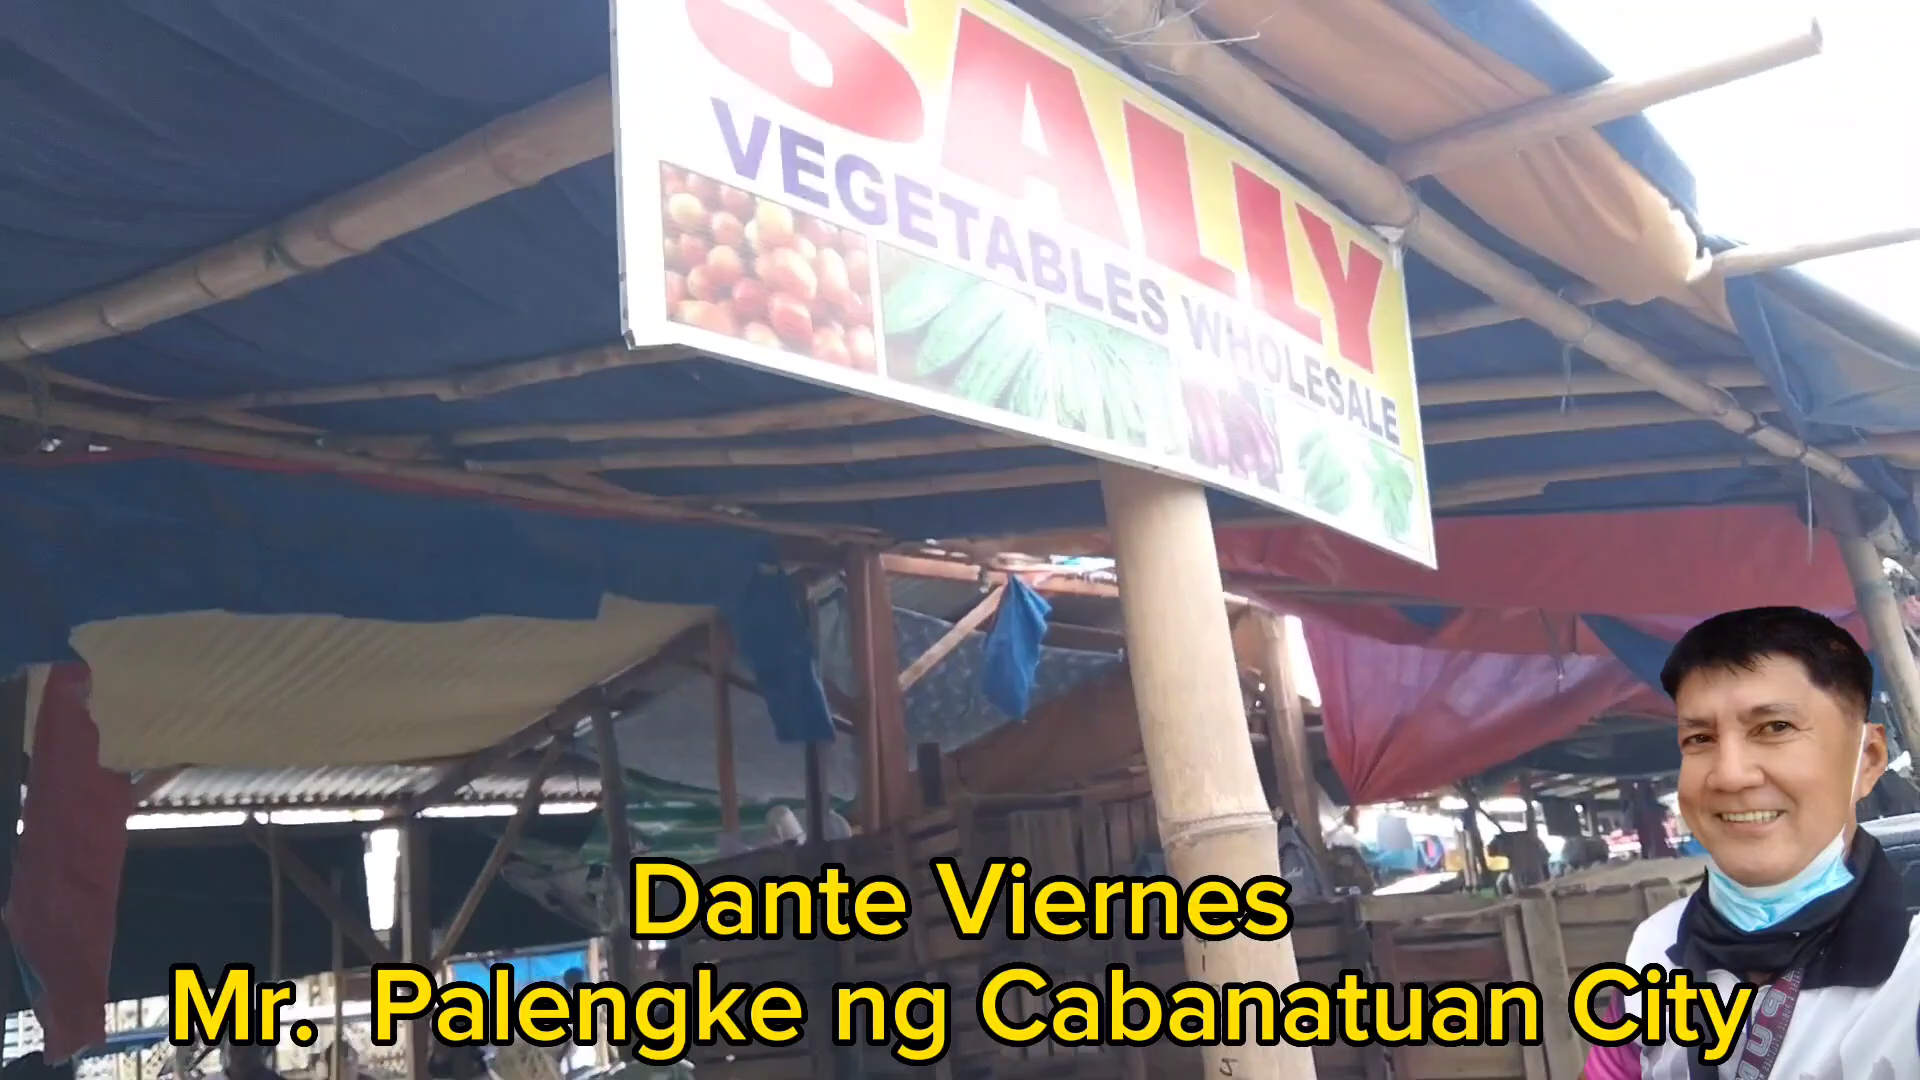 SALLY
VEGETABLES WHOLESALE
Dante Viernes
Mr. Palengke ng Cabanatuan City